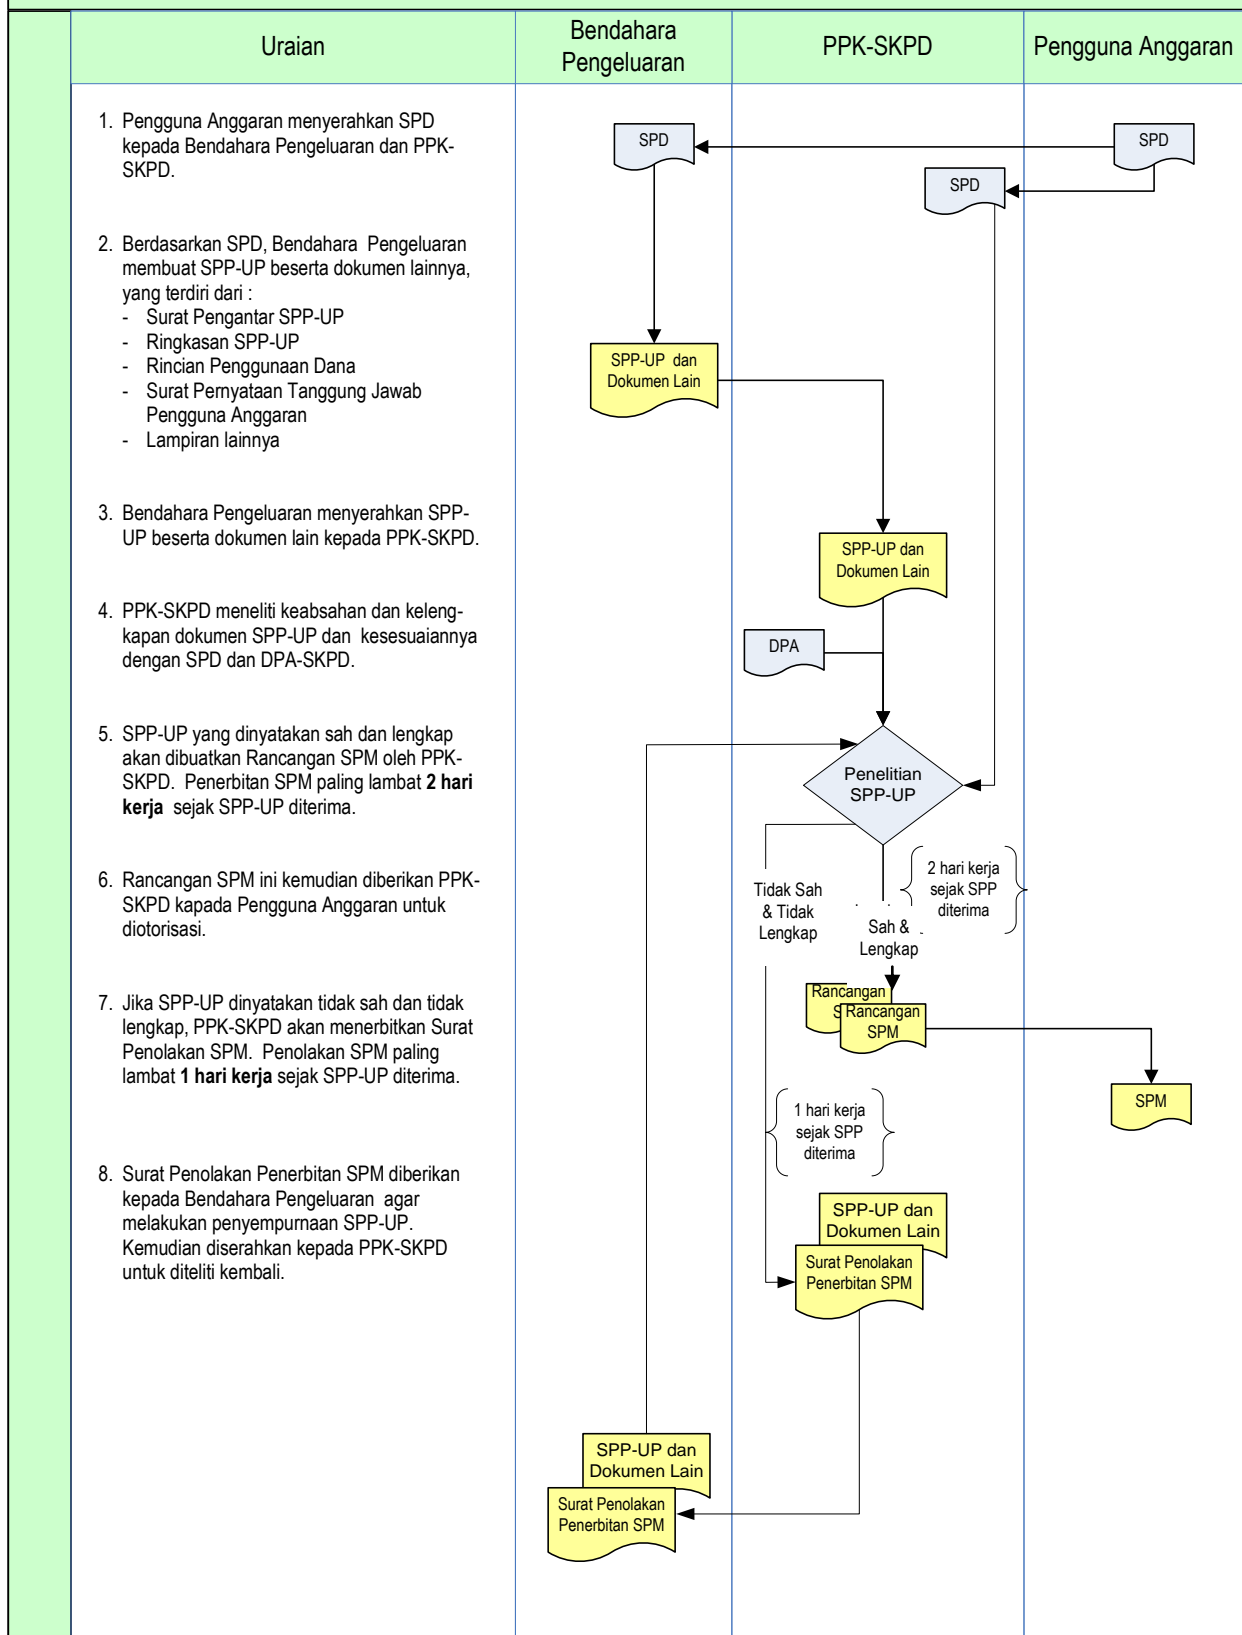 Uraian
Bendahara
Pengeluaran
PPK-SKPD
Pengguna Anggaran
1. Pengguna Anggaran menyerahkan SPD
kepada Bendahara Pengeluaran dan PPK-
SKPD.
2. Berdasarkan SPD, Bendahara Pengeluaran
membuat SPP-UP beserta dokumen lainnya,
yang terdiri dari :
- Surat Pengantar SPP-UP
- Ringkasan SPP-UP
- Rincian Penggunaan Dana
- Surat Pernyataan Tanggung Jawab
Pengguna Anggaran
- Lampiran lainnya
3. Bendahara Pengeluaran menyerahkan SPP-
UP beserta dokumen lain kepada PPK-SKPD.
4. PPK-SKPD meneliti keabsahan dan keleng-
kapan dokumen SPP-UP dan kesesuaiannya
dengan SPD dan DPA-SKPD.
5. SPP-UP yang dinyatakan sah dan lengkap
akan dibuatkan Rancangan SPM oleh PPK-
SKPD. Penerbitan SPM paling lambat 2 hari
kerja sejak SPP-UP diterima.
6. Rancangan SPM ini kemudian diberikan PPK-
SKPD kapada Pengguna Anggaran untuk
diotorisasi.
7. Jika SPP-UP dinyatakan tidak sah dan tidak
lengkap, PPK-SKPD akan menerbitkan Surat
Penolakan SPM. Penolakan SPM paling
lambat 1 hari kerja sejak SPP-UP diterima.
8. Surat Penolakan Penerbitan SPM diberikan
kepada Bendahara Pengeluaran agar
melakukan penyempurnaan SPP-UP.
Kemudian diserahkan kepada PPK-SKPD
untuk diteliti kembali.
SPD
SPD
SPD
SPP-UP dan
Dokumen Lain
SPP-UP dan
Dokumen Lain
DPA
Penelitian
SPP-UP
Tidak Sah
& Tidak
Lengkap
Sah &
Lengkap
2 hari kerja
sejak SPP
diterima
Rancangan
Rancangan
SPM
SPM
1 hari kerja
sejak SPP
diterima
SPP-UP dan
Dokumen Lain
Surat Penolakan
Penerbitan SPM
SPP-UP dan
Dokumen Lain
Surat Penolakan
Penerbitan SPM